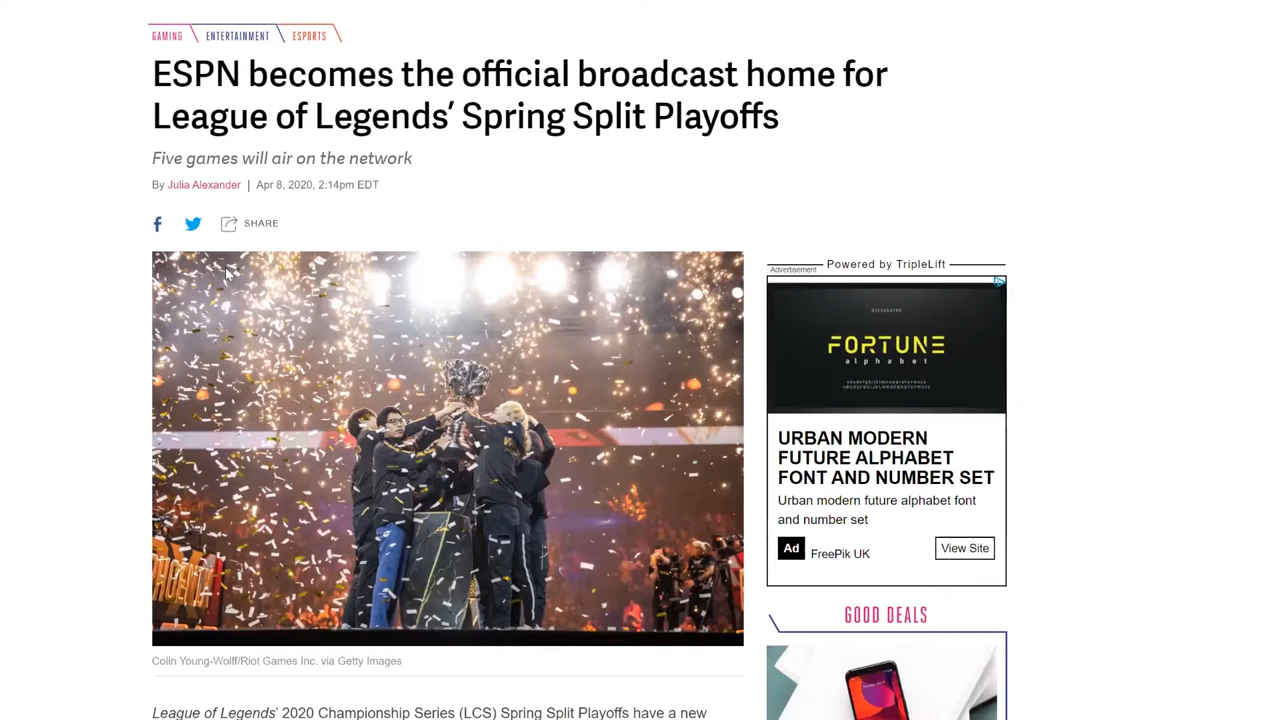 GAMING ENTERTAINMENT ESPORTS
ESPN becomes the official broadcast home for
League of Legends’ Spring Split Playoffs
Five games will air on the network
By Julia Alexander | Apr 8, 2020, 2:14pm EDT
SHARE
Colin Young-Wolff/Riot Games Inc. via Getty Images
League of Legends’ 2020 Championship Series (LCS) Spring Split Playoffs have a new
Powered by TripleLift
Advertisement
FORTUNE
alphabet
URBAN MODERN
FUTURE ALPHABET
FONT AND NUMBER SET
Urban modern future alphabet font
and number set
Ad FreePik UK View Site
GOOD DEALS